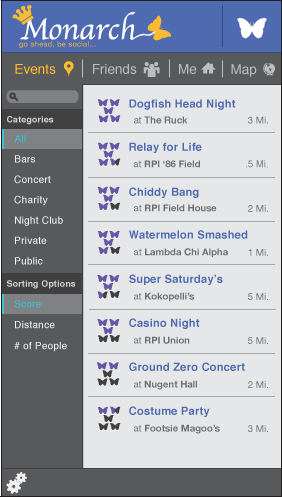 Monarch
go ahead, be social...
Events | Friends | Me | Map
Categories
All
Bars
Concert
Charity
Night Club
Private
Public
Sorting Options
Score
Distance
# of People
Dogfish Head Night
at The Ruck 3 Mi.
Relay for Life
at RPI ‘86 Field .5 Mi.
Chiddy Bang
at RPI Field House 2 Mi.
Watermelon Smashed
at Lambda Chi Alpha 1 Mi.
Super Saturday’s
at Kokopelli’s 5 Mi.
Casino Night
at RPI Union 5 Mi.
Ground Zero Concert
at Nugent Hall 2 Mi.
Costume Party
at Footsie Magoo’s 3 Mi.